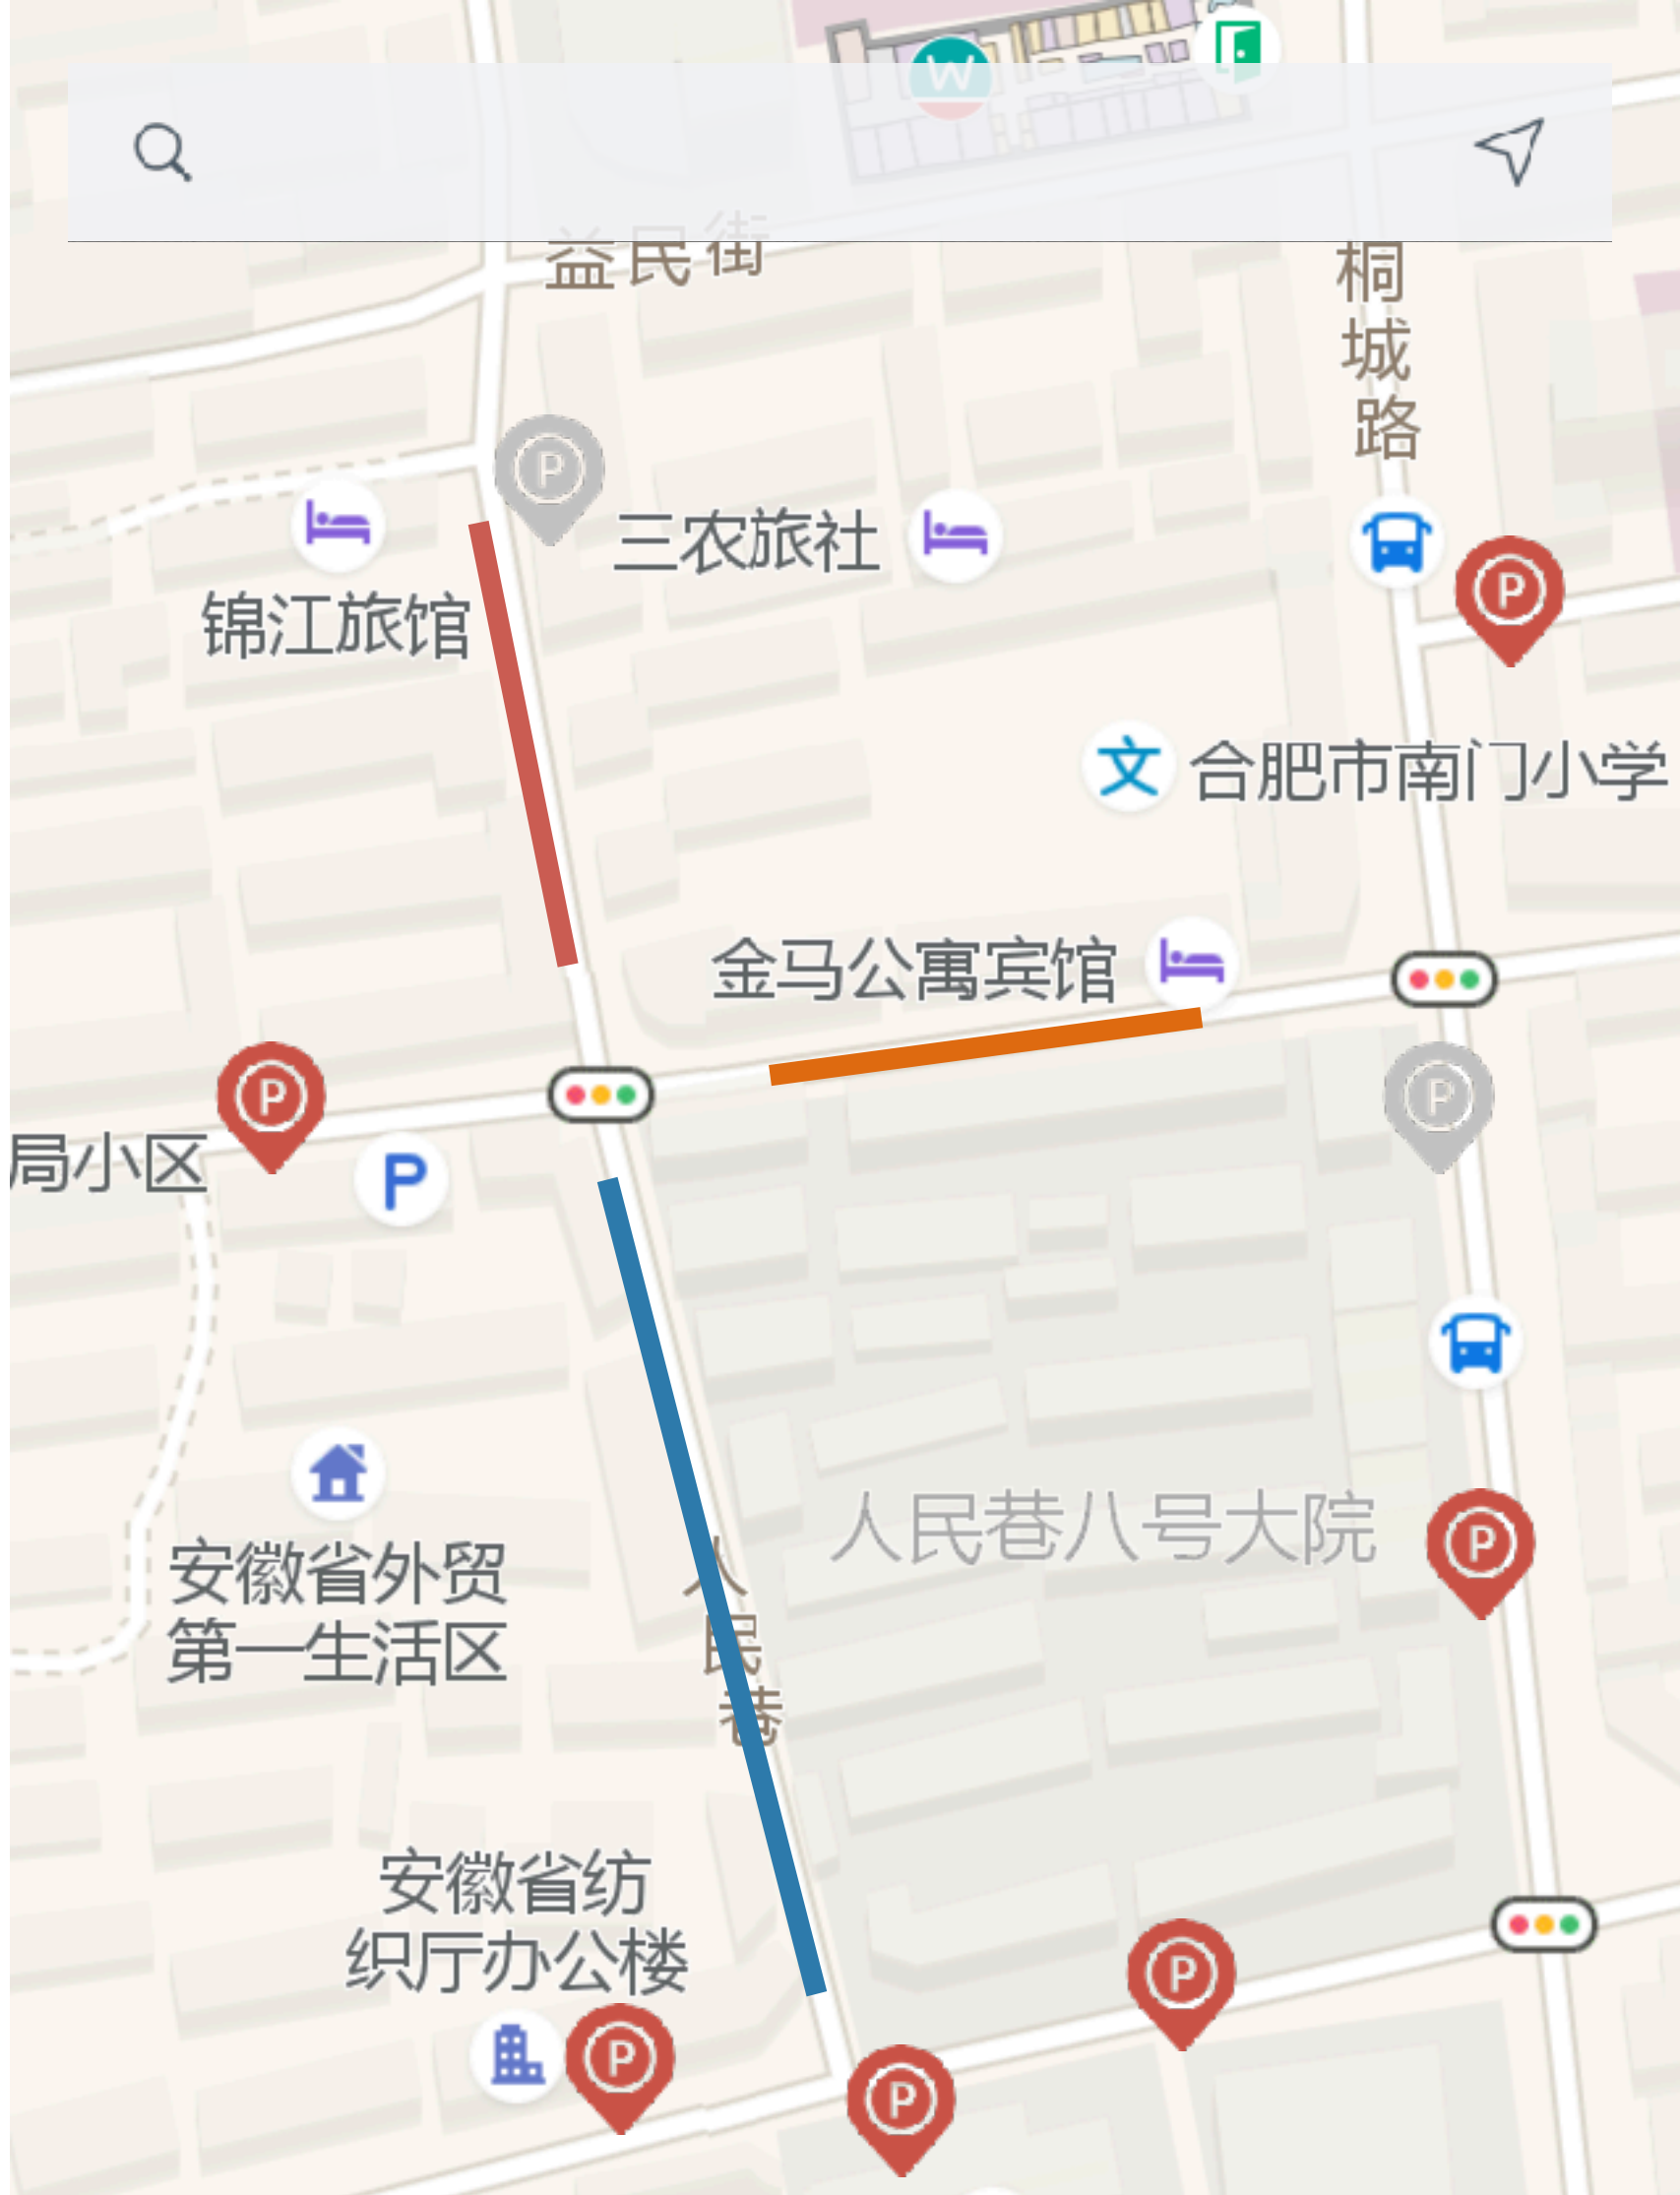 W
益民街
桐城路
P
三农旅社
锦江旅馆
P
文 合肥市南门小学
金马公寓宾馆
P
P
局小区
P
人民巷八号大院
P
安徽省外贸
第一生活区
人民巷
安徽省纺
织厅办公楼
P
P
P